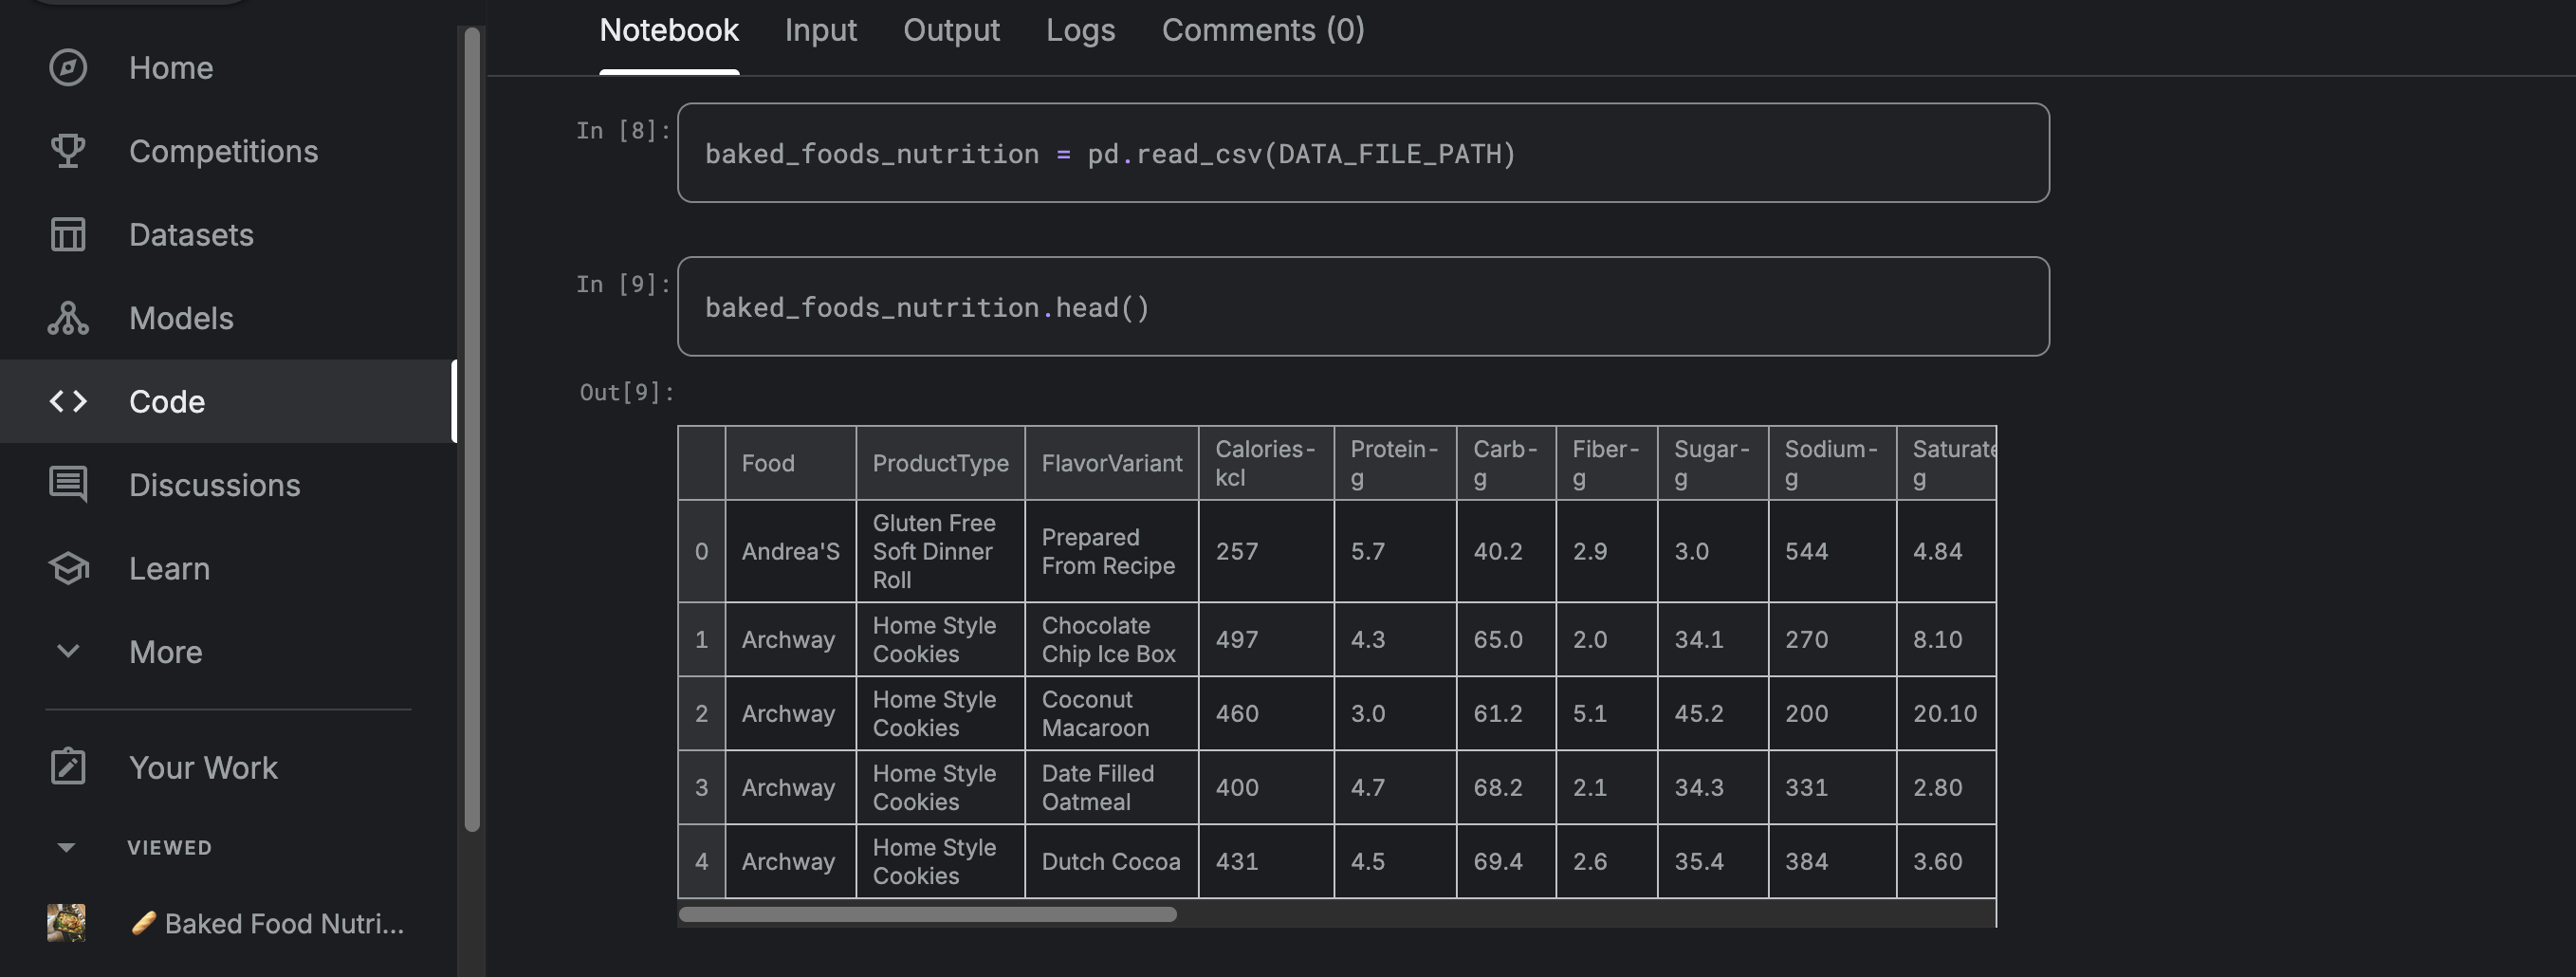 Home
Competitions
Datasets
Models
Code
Discussions
Learn
More
Your Work
VIEWED
Baked Food Nutri...
Notebook Input Output Logs Comments (0)
In [8]:
baked_foods_nutrition = pd.read_csv(DATA_FILE_PATH)
In [9]:
baked_foods_nutrition.head()
Out[9]:
Food ProductType FlavorVariant Calories-kcl Protein-g Carb-g Fiber-g Sugar-g Sodium-g Saturate g
0 Andrea'S Gluten Free Soft Dinner Roll Prepared From Recipe 257 5.7 40.2 2.9 3.0 544 4.84
1 Archway Home Style Cookies Chocolate Chip Ice Box 497 4.3 65.0 2.0 34.1 270 8.10
2 Archway Home Style Cookies Coconut Macaroon 460 3.0 61.2 5.1 45.2 200 20.10
3 Archway Home Style Cookies Date Filled Oatmeal 400 4.7 68.2 2.1 34.3 331 2.80
4 Archway Home Style Cookies Dutch Cocoa 431 4.5 69.4 2.6 35.4 384 3.60